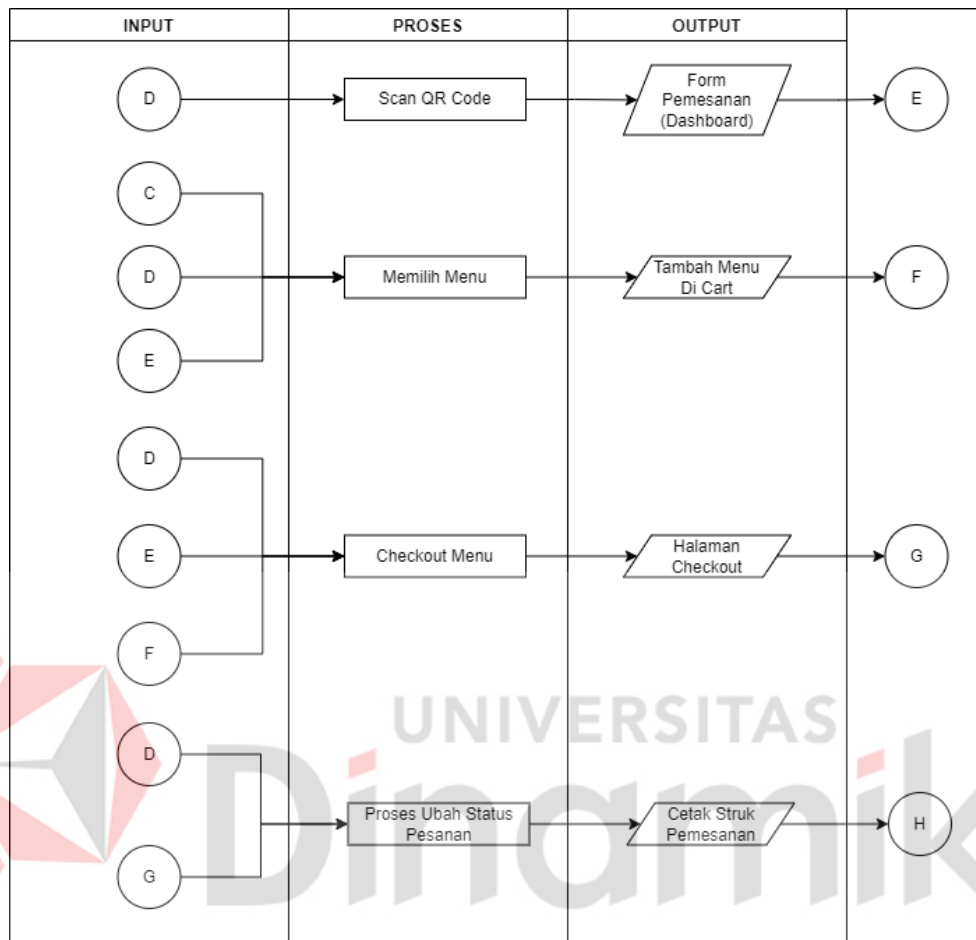 INPUT
PROSES
OUTPUT
D
Scan QR Code
Form
Pemesanan
(Dashboard)
E
C
D
E
Memilih Menu
Tambah Menu
Di Cart
F
D
E
F
Checkout Menu
Halaman
Checkout
G
UNIVERSITAS
Dinamik
D
G
Proses Ubah Status
Pesanan
Cetak Struk
Pemesanan
H